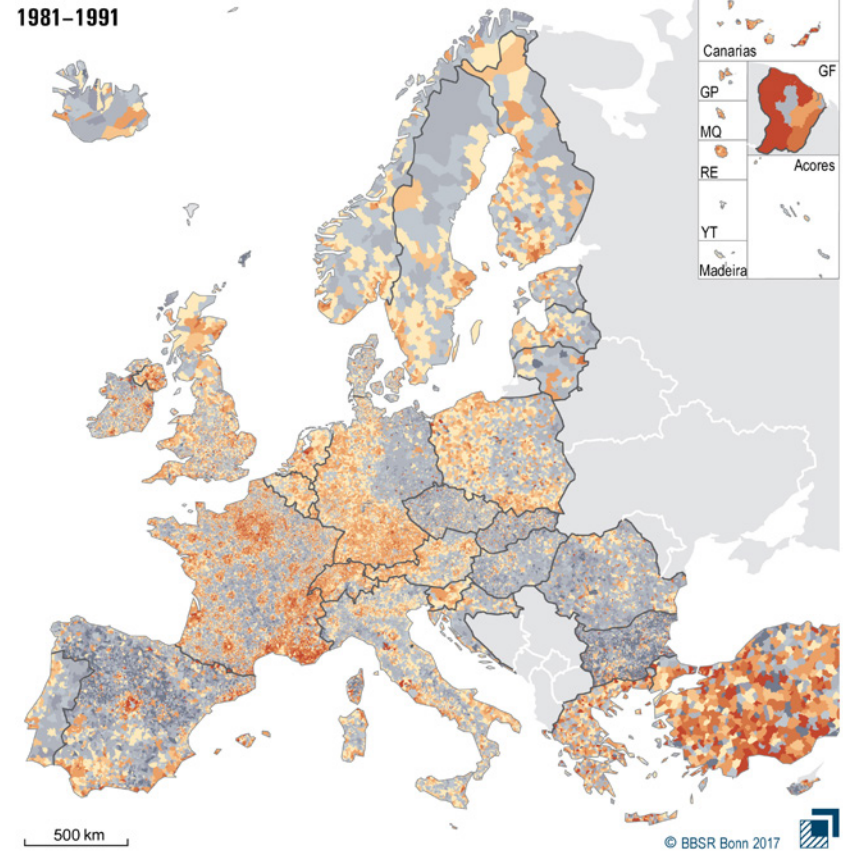 1981–1991
Canarias
GP
GF
MQ
RE
Acores
YT
Madeira
500 km
© BBSR Bonn 2017